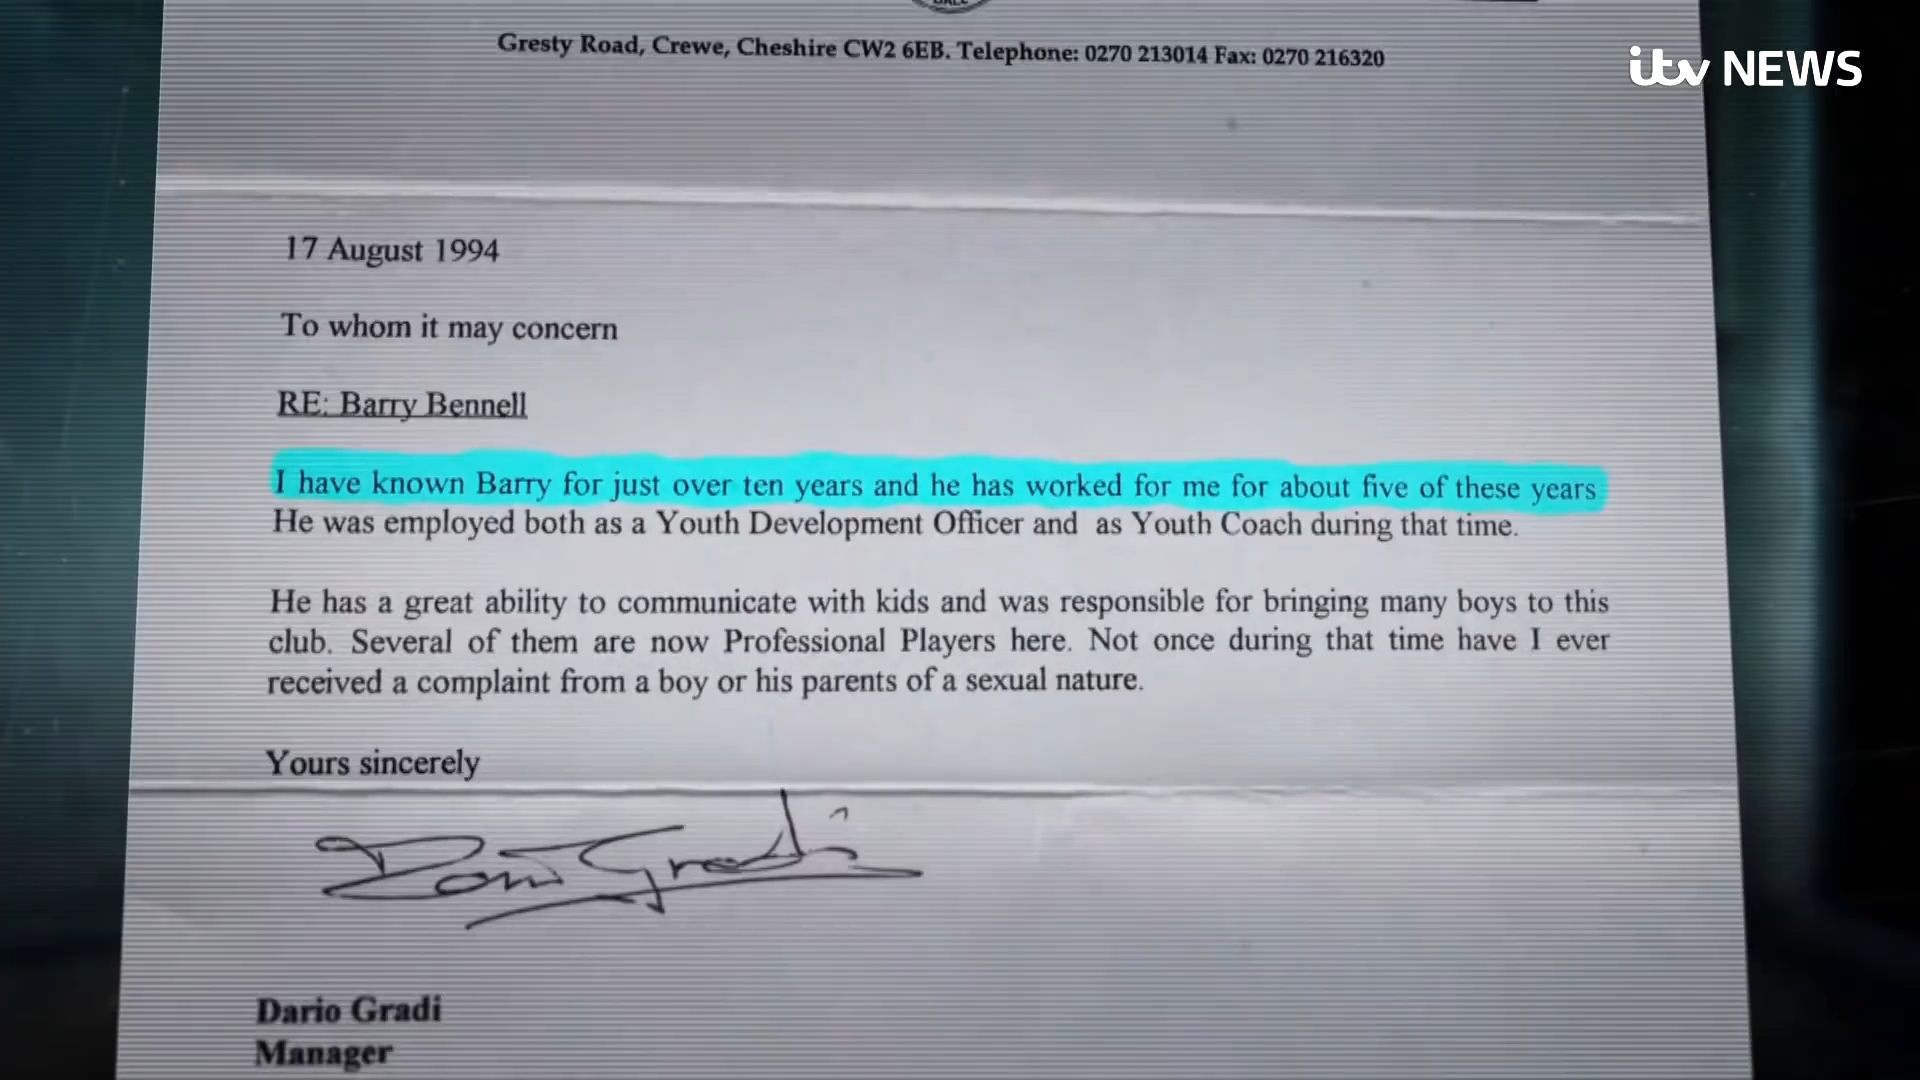 Gresty Road, Crewe, Cheshire CW2 6EB. Telephone: 0270 213014 Fax: 0270 216320
itv NEWS
17 August 1994
To whom it may concern
RE: Barry Bennell
I have known Barry for just over ten years and he has worked for me for about five of these years
He was employed both as a Youth Development Officer and as Youth Coach during that time.
He has a great ability to communicate with kids and was responsible for bringing many boys to this
club. Several of them are now Professional Players here. Not once during that time have I ever
received a complaint from a boy or his parents of a sexual nature.
Yours sincerely
Dario Gradi
Dario Gradi
Manager